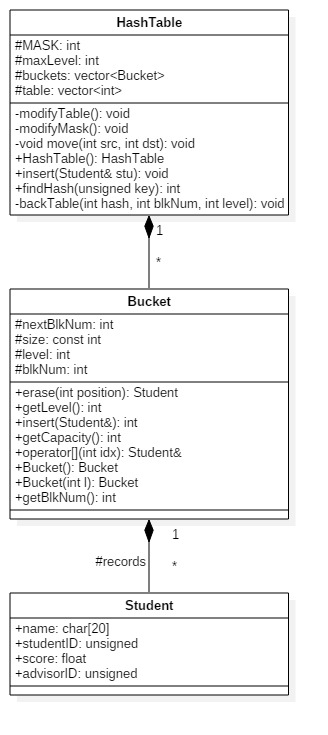 HashTable
#MASK: int
#maxLevel: int
#buckets: vector<Bucket>
#table: vector<int>
-modifyTable(): void
-modifyMask(): void
-void move(int src, int dst): void
+HashTable(): HashTable
+insert(Student& stu): void
+findHash(unsigned key): int
-backTable(int hash, int blkNum, int level): void
1
*
Bucket
#nextBlkNum: int
#size: const int
#level: int
#blkNum: int
+erase(int position): Student
+getLevel(): int
+insert(Student&): int
+getCapacity(): int
+operator[](int idx): Student&
+Bucket(): Bucket
+Bucket(int l): Bucket
+getBlkNum(): int
1
#records
*
Student
+name: char[20]
+studentID: unsigned
+score: float
+advisorID: unsigned